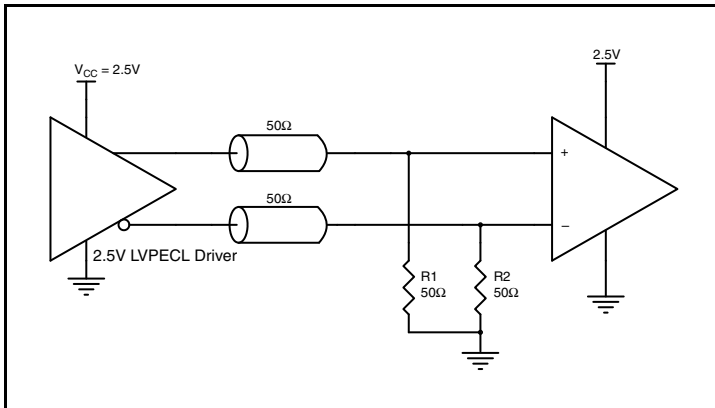 2.5V
V_CC = 2.5V
50Ω
+
50Ω
−
2.5V LVPECL Driver
R1
50Ω
R2
50Ω